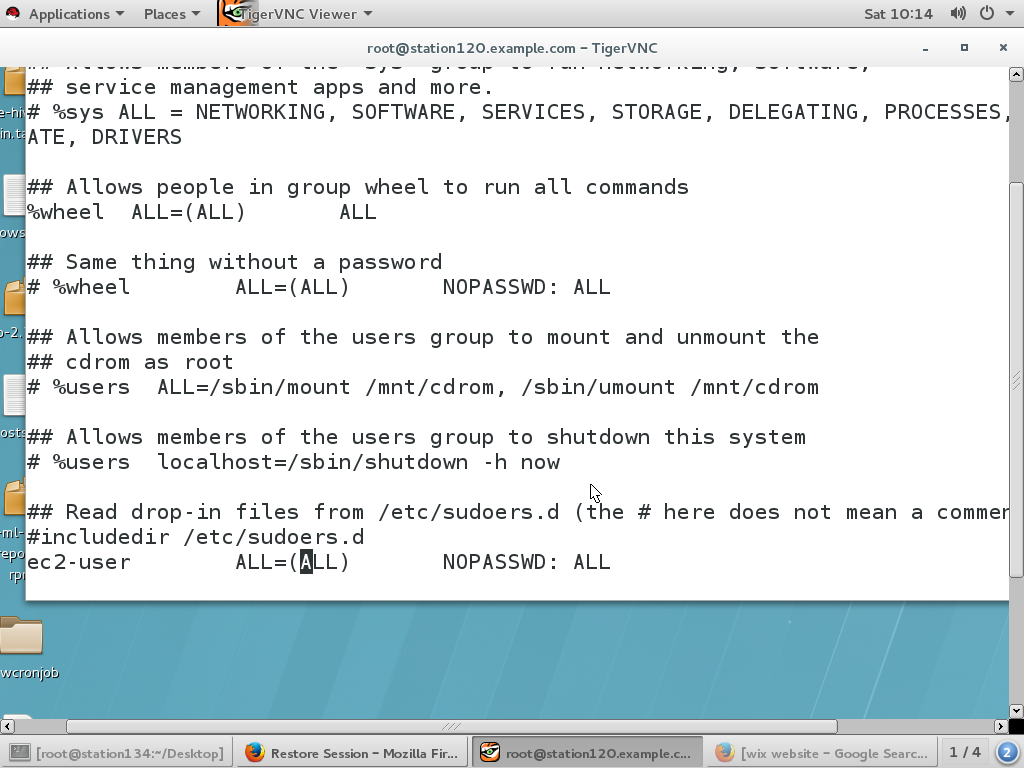 Applications Places TigerVNC Viewer Sat 10:14
root@station120.example.com - TigerVNC
## service management apps and more.
# %sys ALL = NETWORKING, SOFTWARE, SERVICES, STORAGE, DELEGATING, PROCESSES,
ATE, DRIVERS
## Allows people in group wheel to run all commands
%wheel ALL=(ALL) ALL
## Same thing without a password
# %wheel ALL=(ALL) NOPASSWD: ALL
## Allows members of the users group to mount and unmount the
## cdrom as root
# %users ALL=/sbin/mount /mnt/cdrom, /sbin/umount /mnt/cdrom
## Allows members of the users group to shutdown this system
# %users localhost=/sbin/shutdown -h now
## Read drop-in files from /etc/sudoers.d (the # here does not mean a commen
#includedir /etc/sudoers.d
ec2-user ALL=(ALL) NOPASSWD: ALL
wcronjob
[root@station134:~/Desktop] Restore Session - Mozilla Fir... root@station120.example.c... [wix website - Google Searc... 1 / 4 2